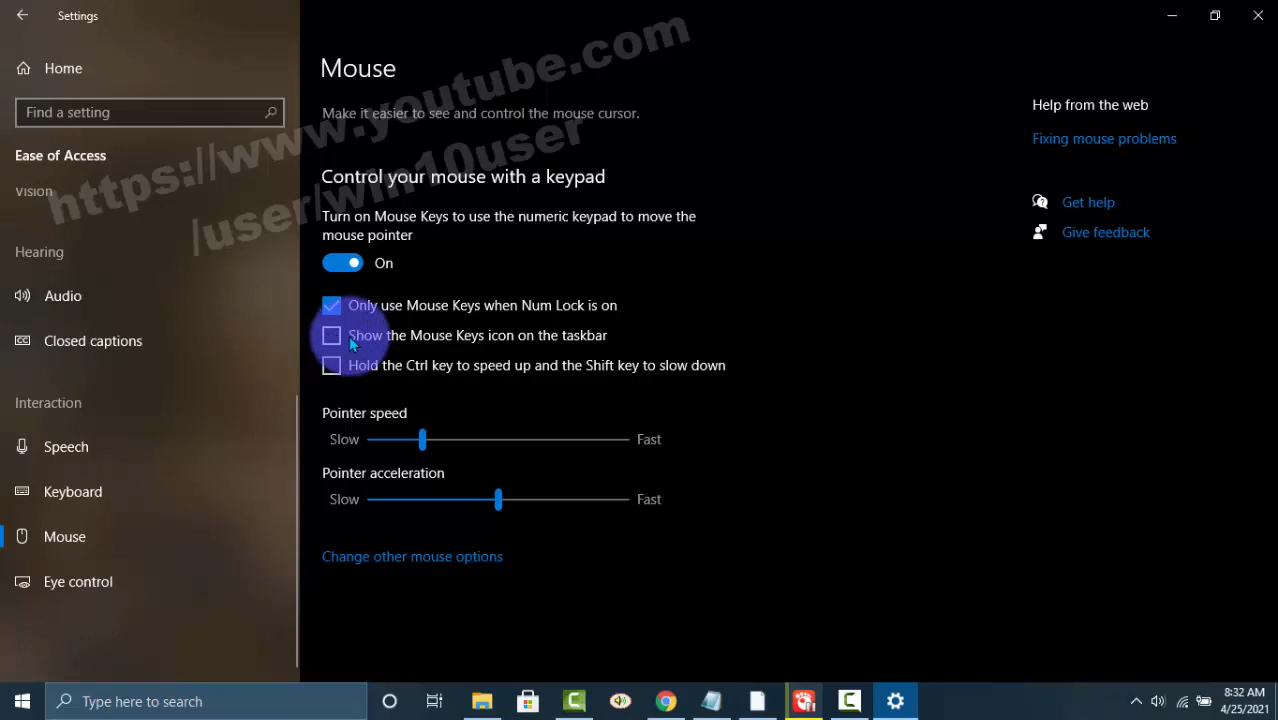 Settings
Home
Find a setting
Ease of Access
Vision
Hearing
Audio
Closed captions
Interaction
Speech
Keyboard
Mouse
Eye control
Mouse
Make it easier to see and control the mouse cursor.
Control your mouse with a keypad
Turn on Mouse Keys to use the numeric keypad to move the
mouse pointer
On
Only use Mouse Keys when Num Lock is on
Show the Mouse Keys icon on the taskbar
Hold the Ctrl key to speed up and the Shift key to slow down
Pointer speed
Slow Fast
Pointer acceleration
Slow Fast
Change other mouse options
Help from the web
Fixing mouse problems
Get help
Give feedback
https://www.youtube.com
/user/win10user
Type here to search
8:32 AM
4/25/2021